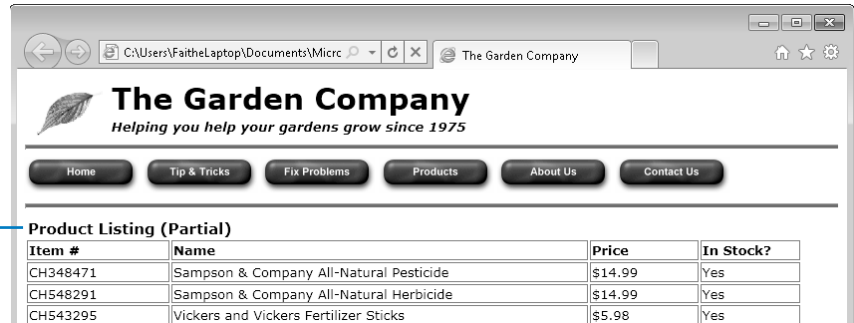 C:\Users\FaitheLaptop\Documents\Micrc
The Garden Company
The Garden Company
Helping you help your gardens grow since 1975
Home Tip & Tricks Fix Problems Products About Us Contact Us
Product Listing (Partial)
Item # Name Price In Stock?
CH348471 Sampson & Company All-Natural Pesticide $14.99 Yes
CH548291 Sampson & Company All-Natural Herbicide $14.99 Yes
CH543295 Vickers and Vickers Fertilizer Sticks $5.98 Yes